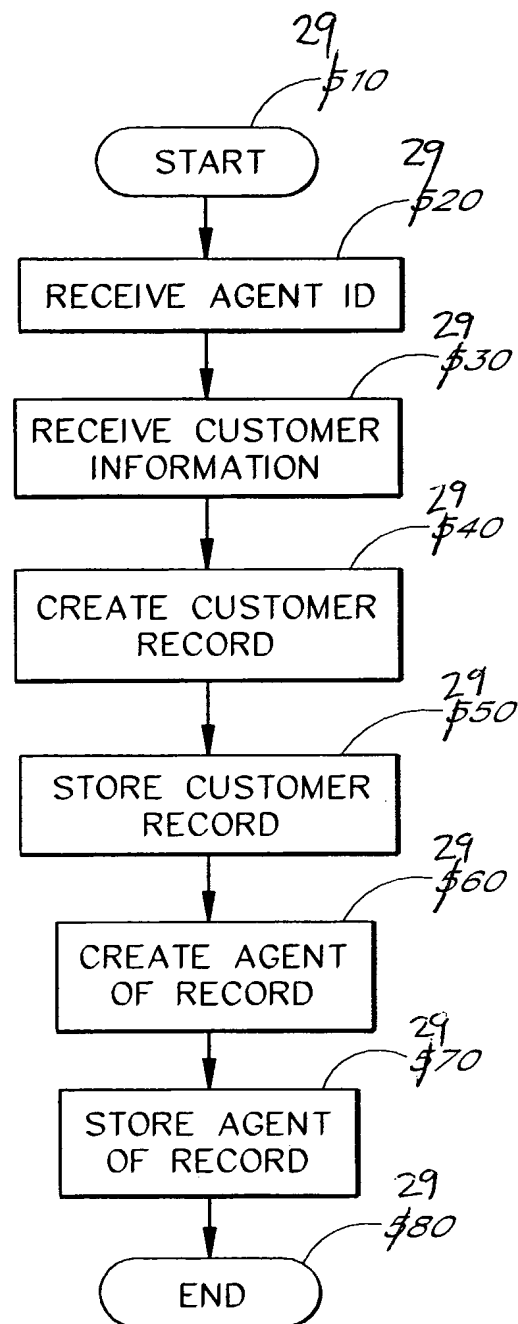 29
510
START
29
520
RECEIVE AGENT ID
29
530
RECEIVE CUSTOMER
INFORMATION
29
540
CREATE CUSTOMER
RECORD
29
550
STORE CUSTOMER
RECORD
29
560
CREATE AGENT
OF RECORD
29
570
STORE AGENT
OF RECORD
29
580
END